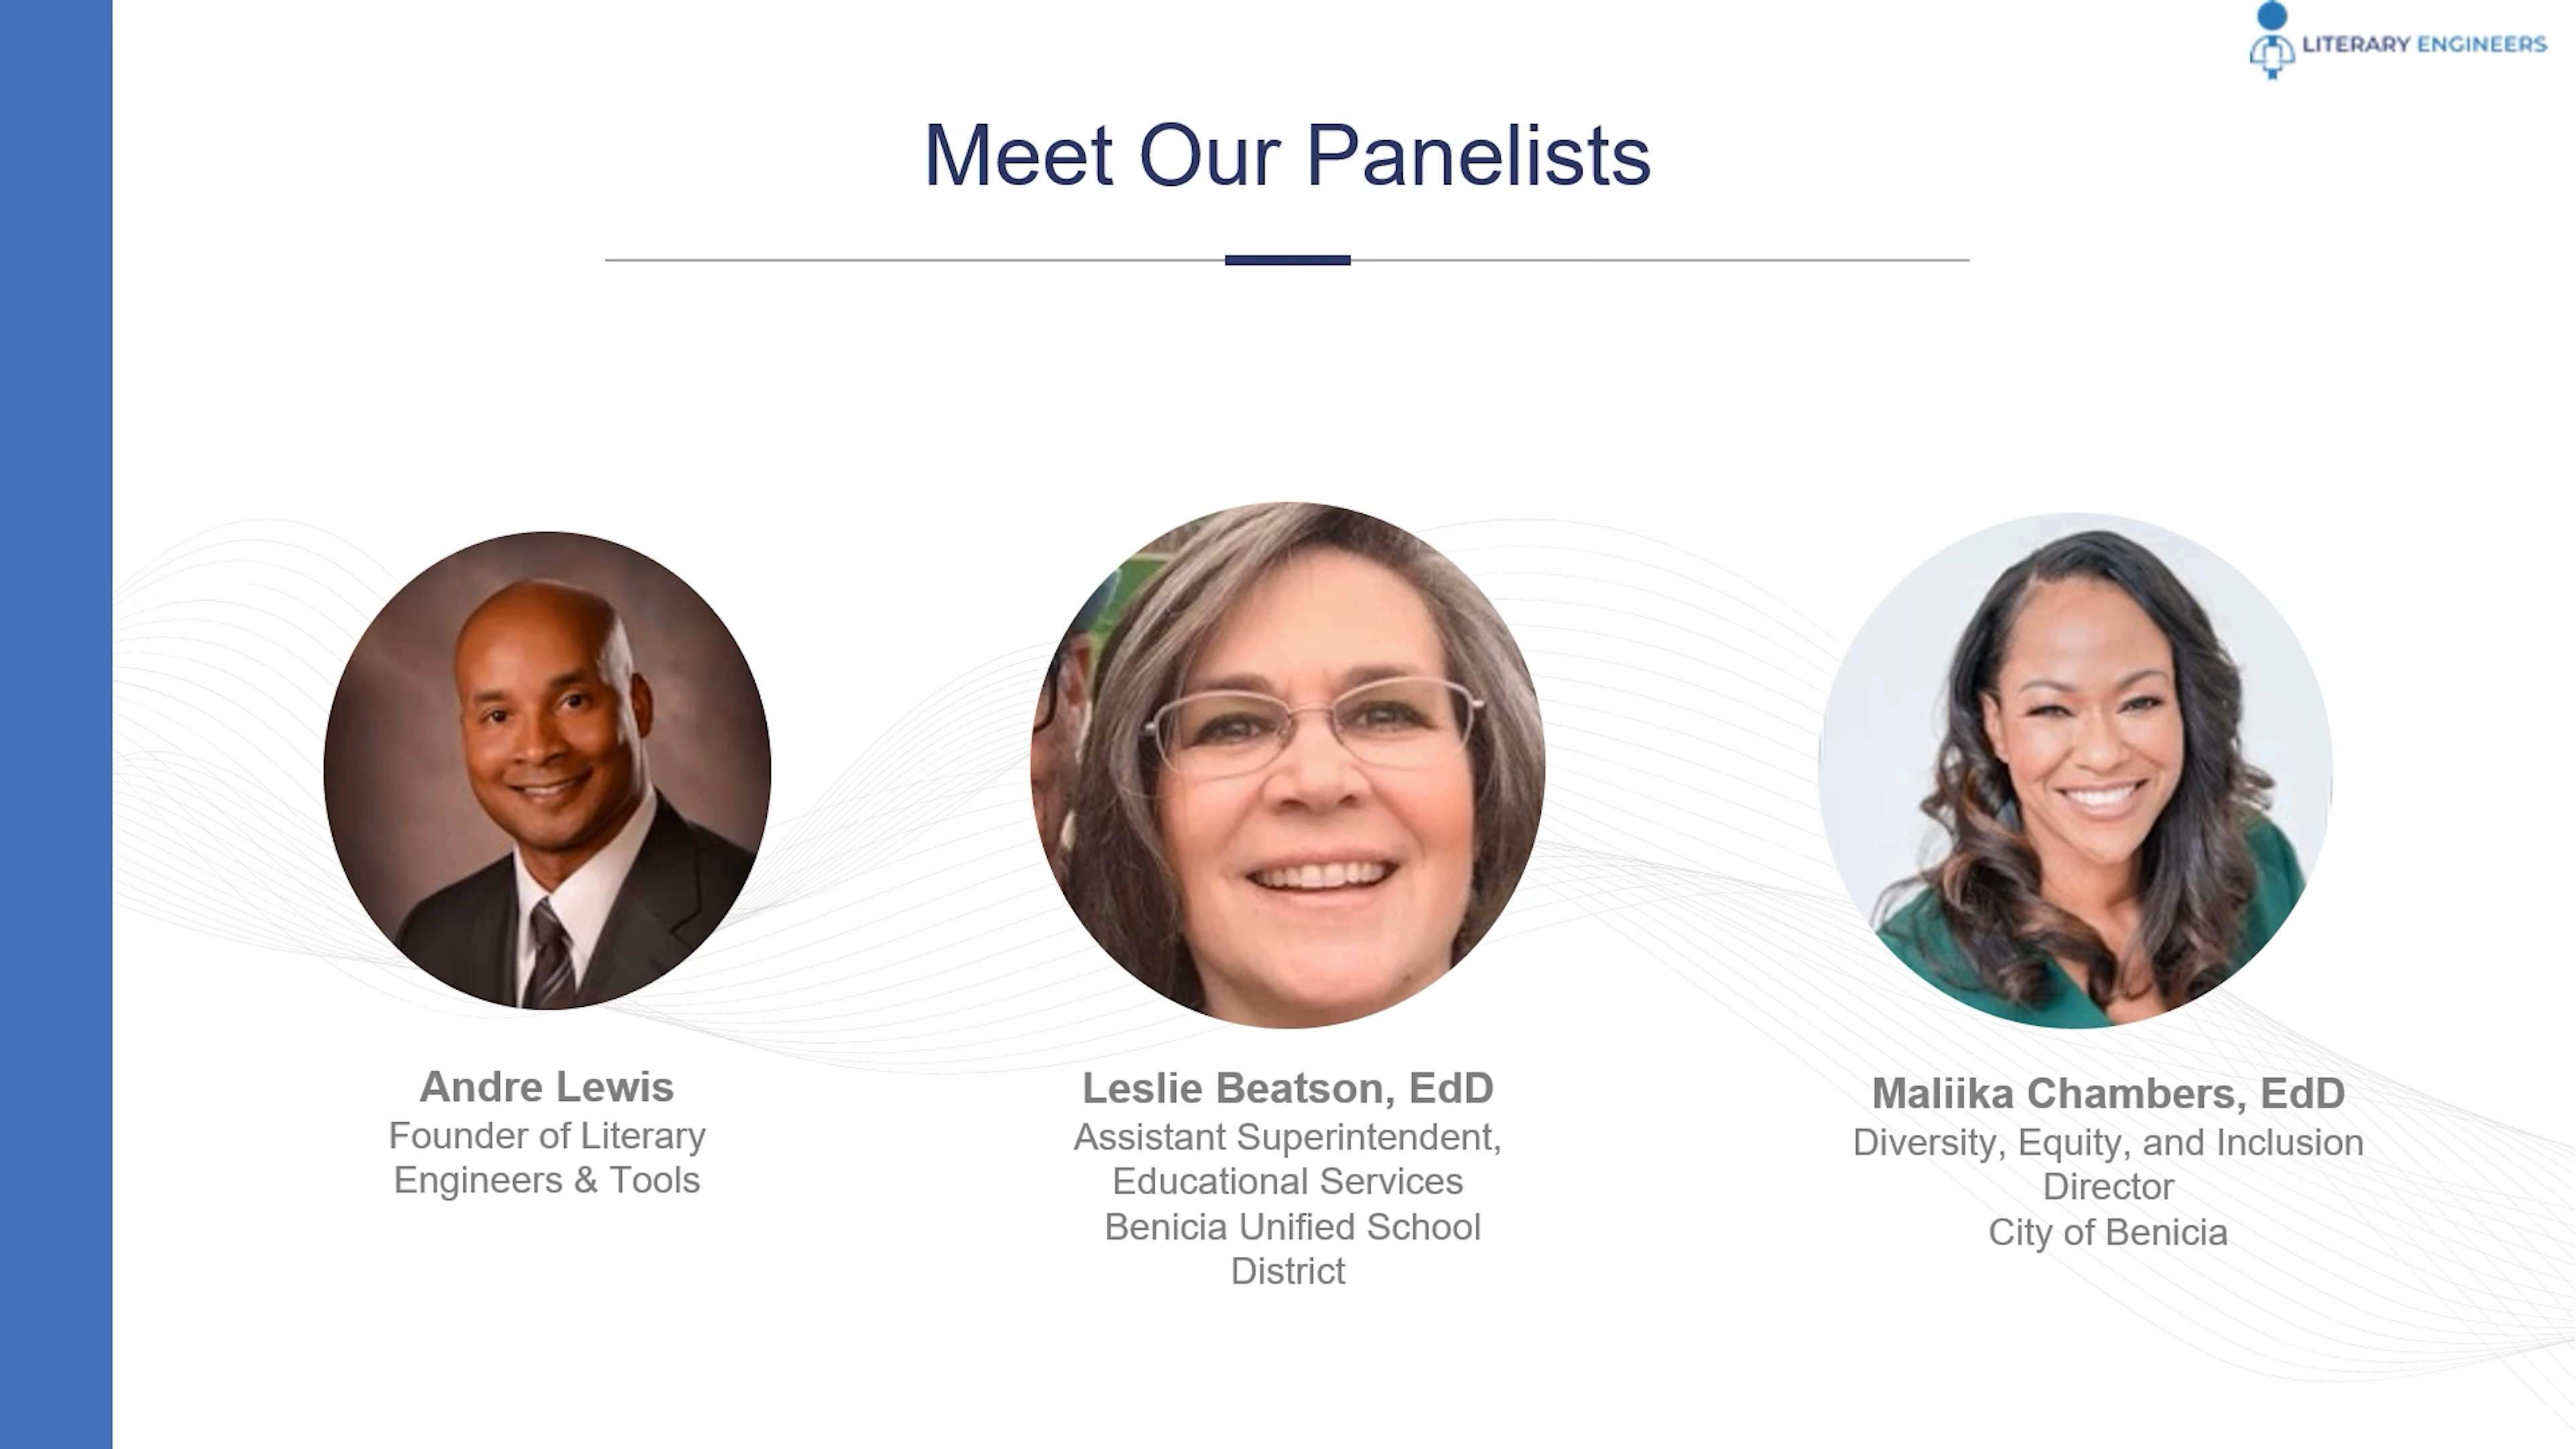 LITERARY ENGINEERS
Meet Our Panelists
Andre Lewis
Founder of Literary
Engineers & Tools
Leslie Beatson, EdD
Assistant Superintendent,
Educational Services
Benicia Unified School
District
Maliika Chambers, EdD
Diversity, Equity, and Inclusion
Director
City of Benicia